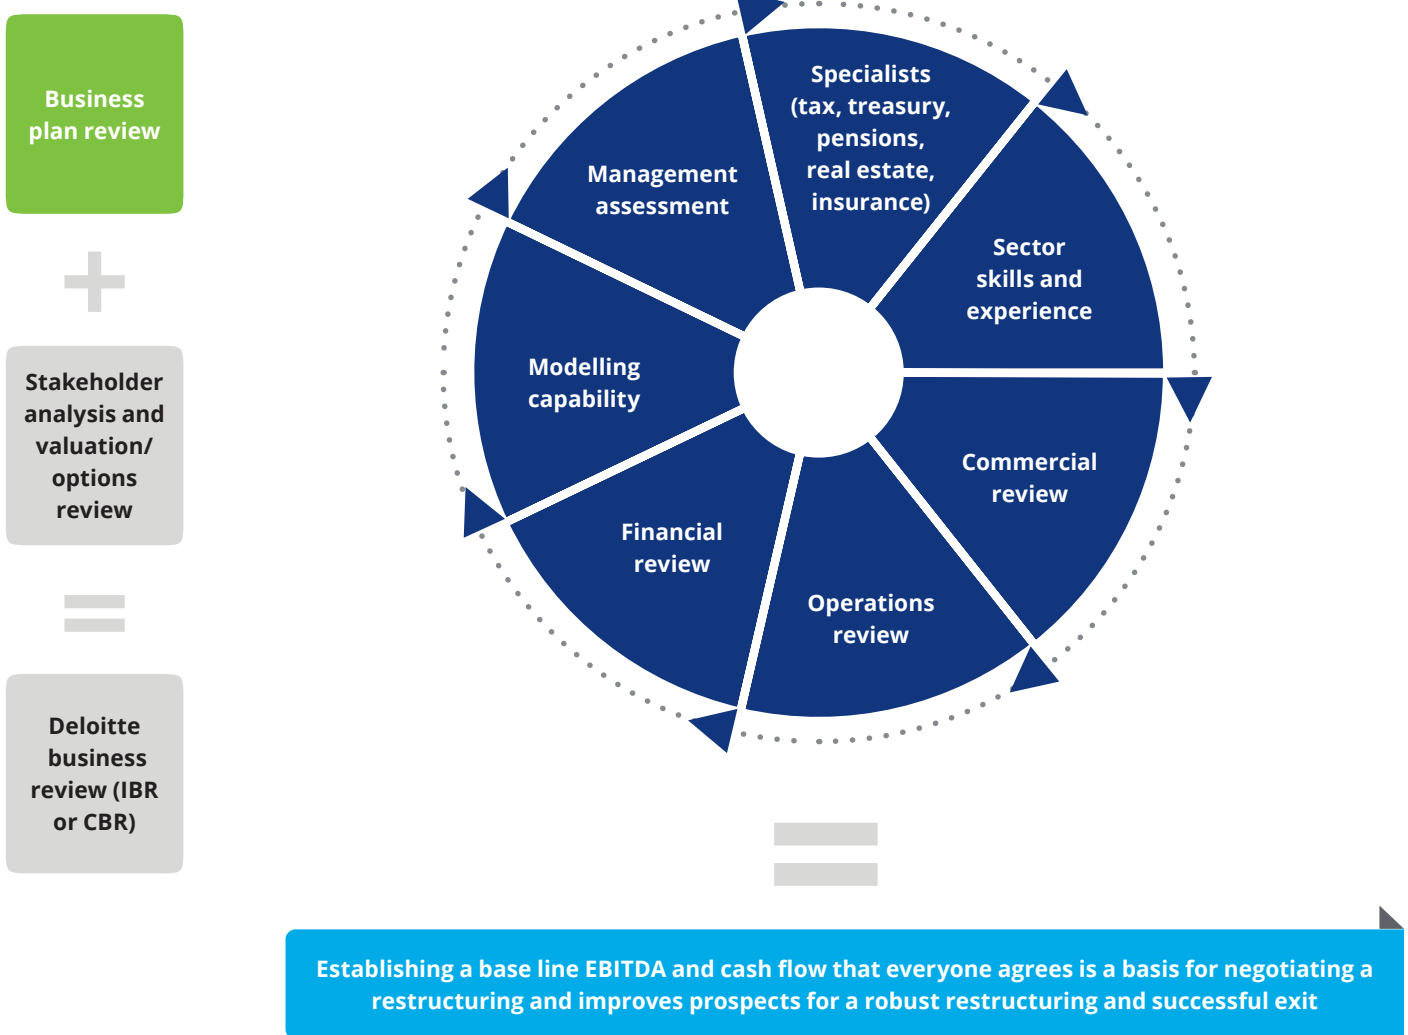 Business
plan review
+
Stakeholder
analysis and
valuation/
options
review
=
Deloitte
business
review (IBR
or CBR)
Specialists
(tax, treasury,
pensions,
real estate,
insurance)
Sector
skills and
experience
Commercial
review
Operations
review
Financial
review
Modelling
capability
Management
assessment
=
Establishing a base line EBITDA and cash flow that everyone agrees is a basis for negotiating a
restructuring and improves prospects for a robust restructuring and successful exit